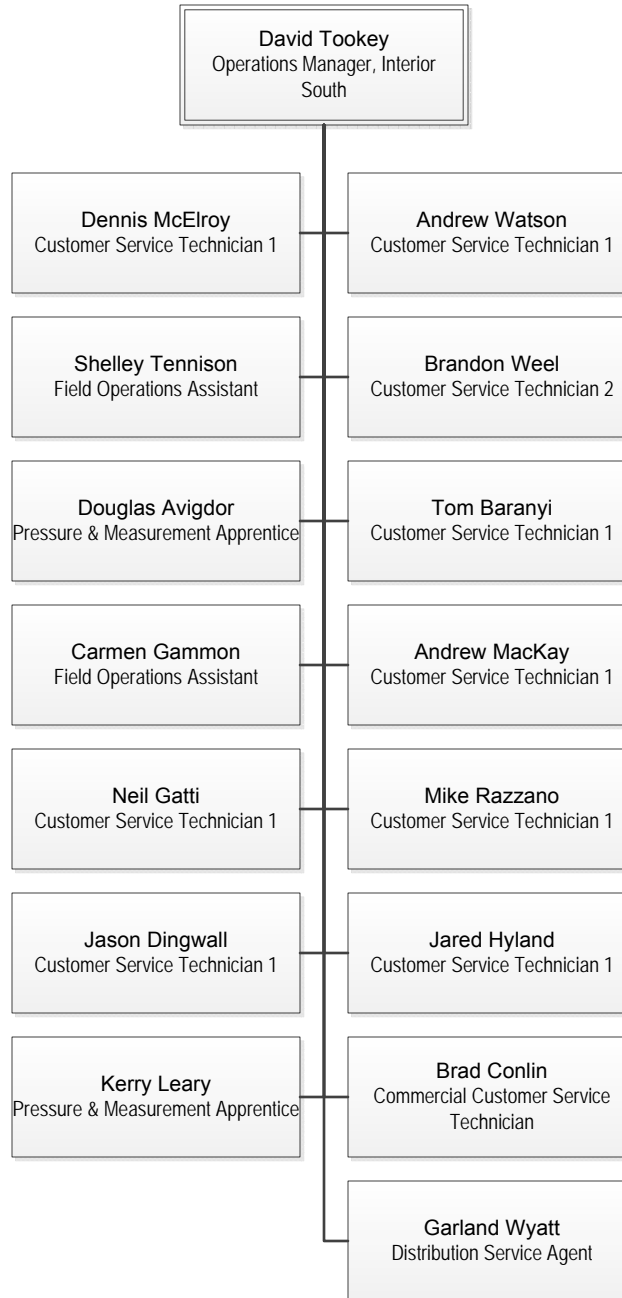 David Tookey
Operations Manager, Interior
South
Dennis McElroy
Customer Service Technician 1
Andrew Watson
Customer Service Technician 1
Shelley Tennison
Field Operations Assistant
Brandon Weel
Customer Service Technician 2
Douglas Avigdor
Pressure & Measurement Apprentice
Tom Baranyi
Customer Service Technician 1
Carmen Gammon
Field Operations Assistant
Andrew MacKay
Customer Service Technician 1
Neil Gatti
Customer Service Technician 1
Mike Razzano
Customer Service Technician 1
Jason Dingwall
Customer Service Technician 1
Jared Hyland
Customer Service Technician 1
Kerry Leary
Pressure & Measurement Apprentice
Brad Conlin
Commercial Customer Service
Technician
Garland Wyatt
Distribution Service Agent